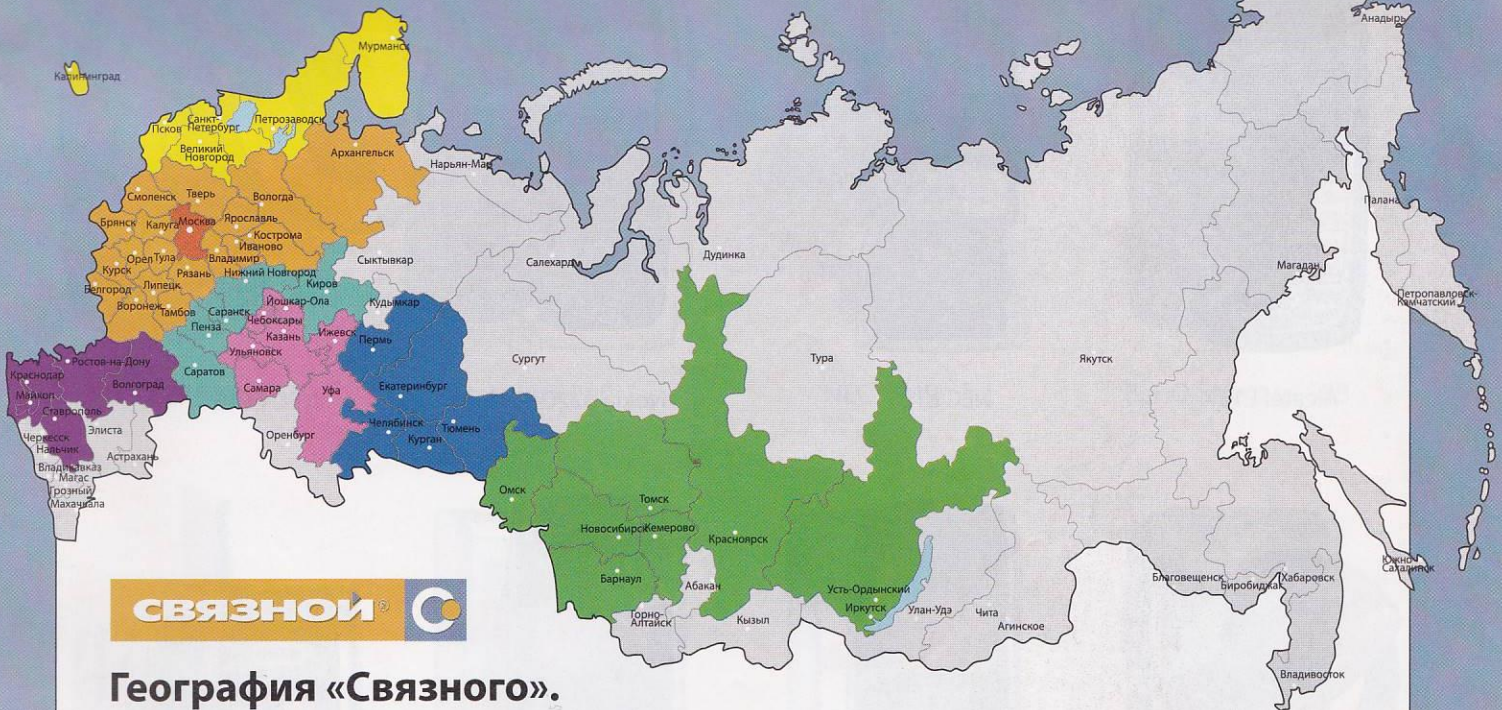 Анадырь
Мурманск
Калининград
Санкт-
Петербург
Петрозаводск
Псков
Великий
Новгород
Архангельск
Нарьян-Мар
Смоленск
Тверь
Вологда
Палана
Брянск
Калуга
Москва
Ярославль
Кострома
Иваново
Орел
Тула
Владимир
Сыктывкар
Салехард
Дудинка
Магадан
Курск
Рязань
Нижний Новгород
Белгород
Липецк
Киров
Петропавловск-
Камчатский
Воронеж
Тамбов
Саранск
Йошкар-Ола
Кудымкар
Чебоксары
Пенза
Казань
Ижевск
Пермь
Ульяновск
Ростов-на-Дону
Сургут
Тура
Якутск
Краснодар
Волгоград
Саратов
Самара
Уфа
Екатеринбург
Майкоп
Ставрополь
Элиста
Челябинск
Тюмень
Черкесск
Нальчик
Оренбург
Курган
Астрахань
Владикавказ
Магас
Грозный
Махачкала
Омск
Томск
Новосибирск
Кемерово
Красноярск
Барнаул
Абакан
Усть-Ордынский
Иркутск
Улан-Удэ
Чита
Агинское
Благовещенск
Биробиджан
Хабаровск
Южно-
Сахалинск
Горно-
Алтайск
Кызыл
Владивосток
СВЯЗНОЙ®
География «Связного».